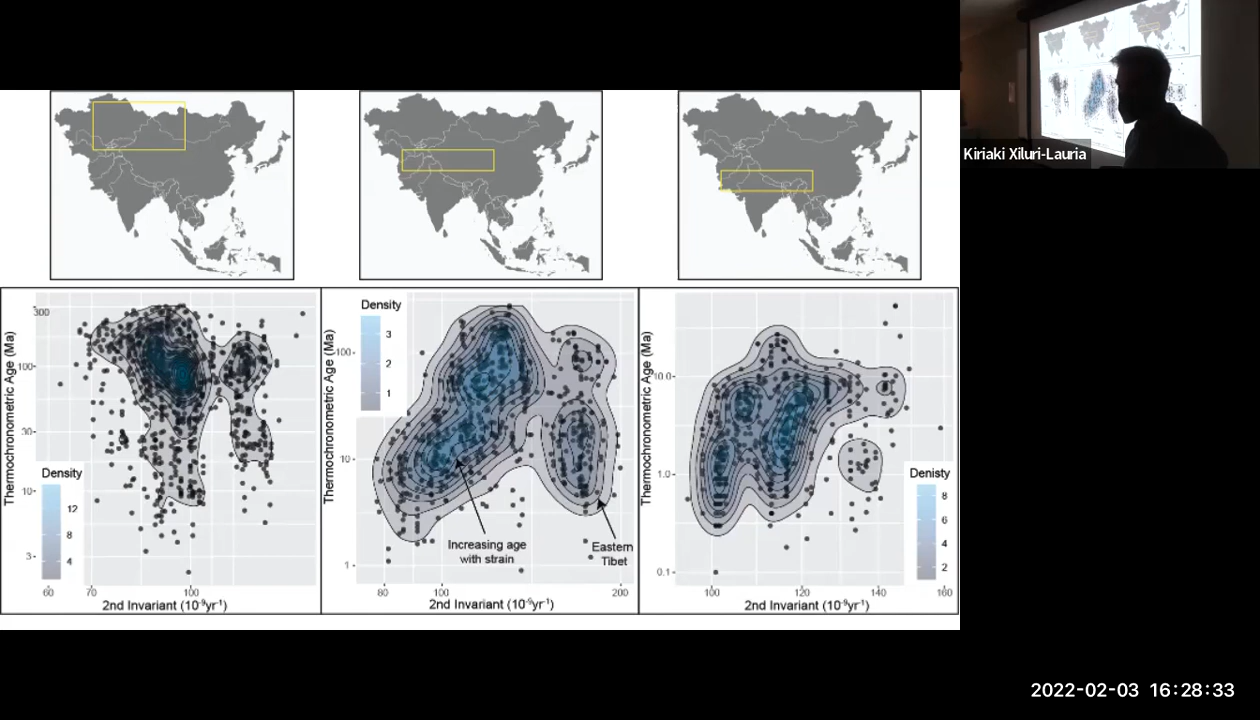 Kiriaki Xiluri-Lauria
Thermochronometric Age (Ma)
300
100
30
10
3
Density
12
8
4
60
70
100
2nd Invariant (10⁻⁹yr⁻¹)
Density
3
2
1
Thermochronometric Age (Ma)
100
10
1
Increasing age
with strain
Eastern
Tibet
80
100
200
2nd Invariant (10⁻⁹yr⁻¹)
Thermochronometric Age (Ma)
10.0
1.0
0.1
Denisty
8
6
4
2
100
120
140
160
2nd Invariant (10⁻⁹yr⁻¹)
2022-02-03 16:28:33